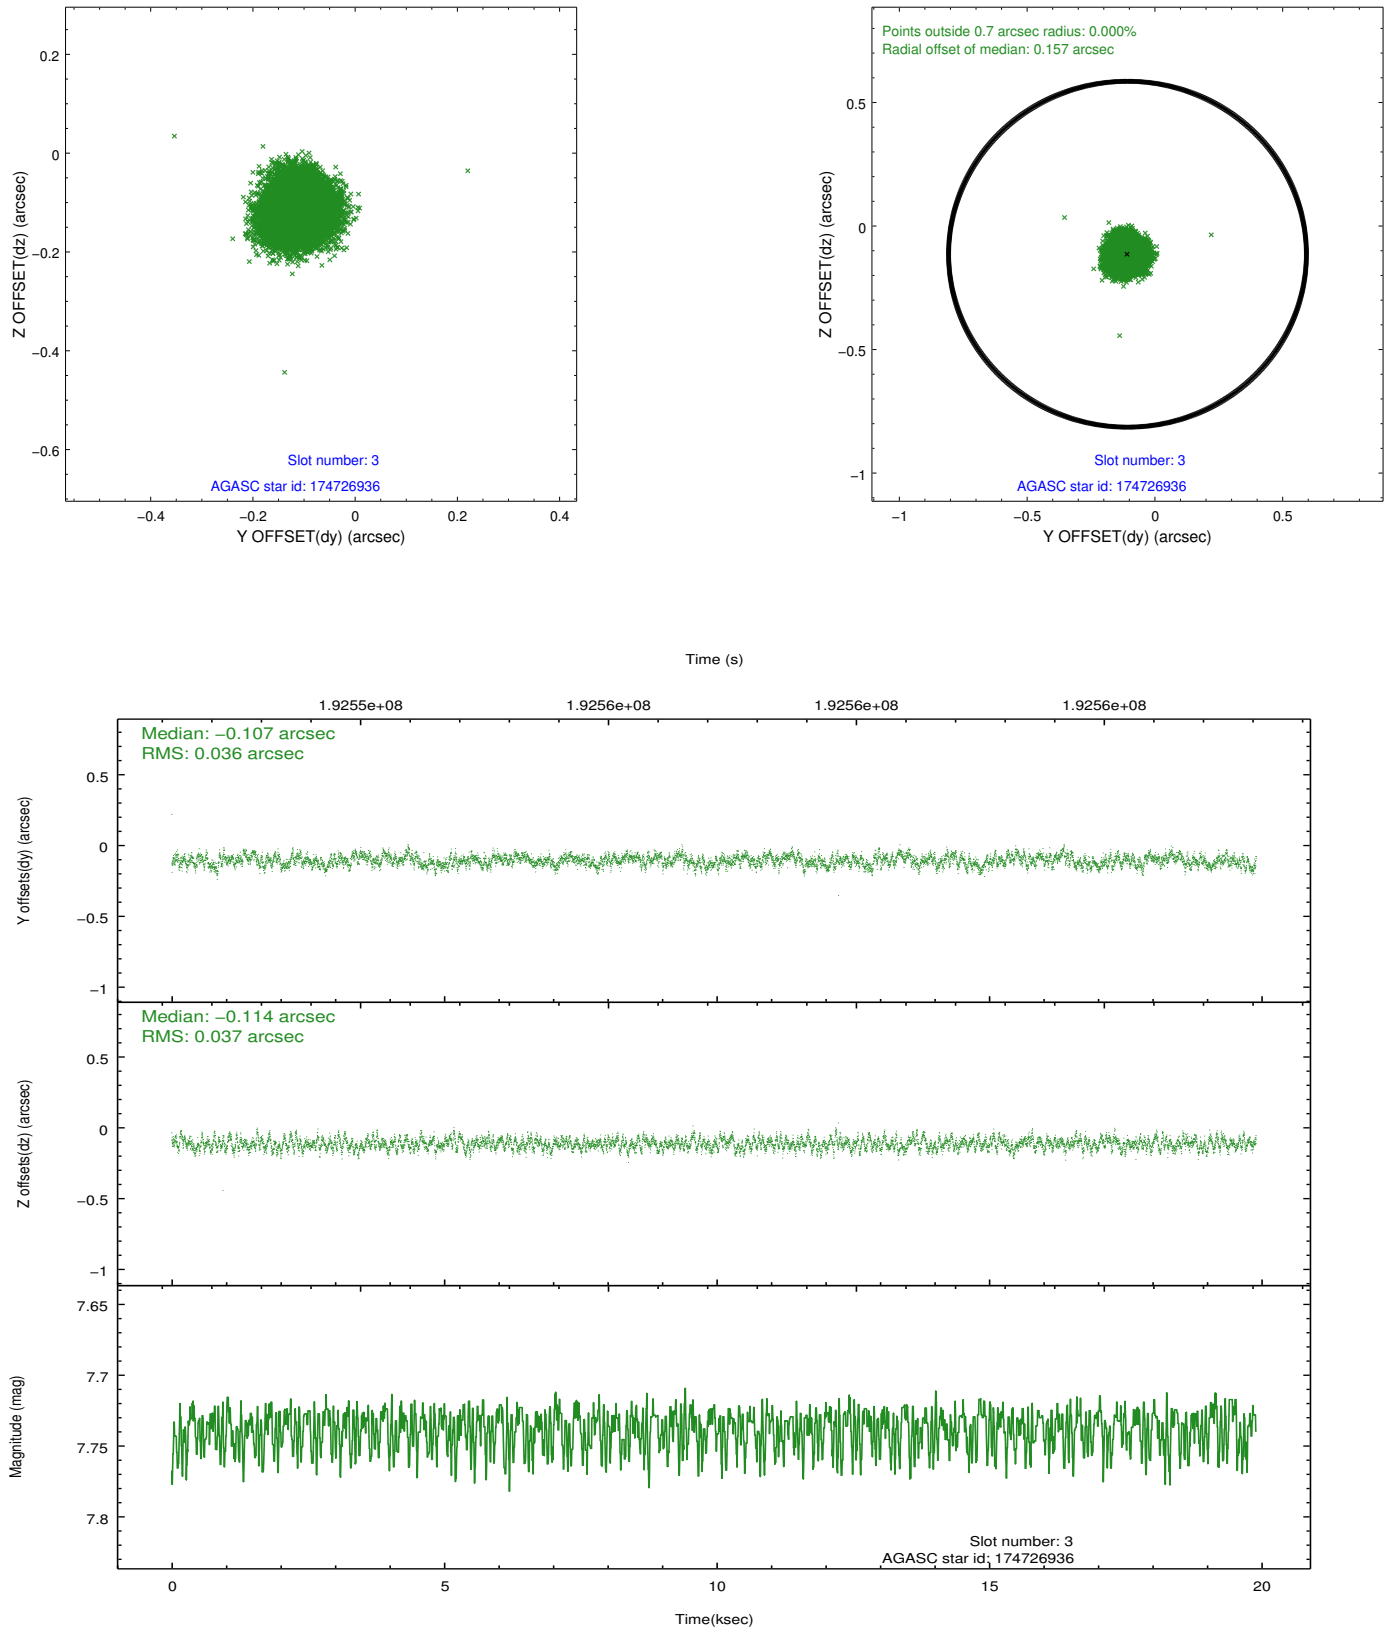 0.2
0
−0.2
−0.4
−0.6
Z OFFSET(dz) (arcsec)
Slot number: 3
AGASC star id: 174726936
−0.4 −0.2 0 0.2 0.4
Y OFFSET(dy) (arcsec)
Points outside 0.7 arcsec radius: 0.000%
Radial offset of median: 0.157 arcsec
0.5
0
−0.5
−1
Z OFFSET(dz) (arcsec)
Slot number: 3
AGASC star id: 174726936
−1 −0.5 0 0.5
Y OFFSET(dy) (arcsec)
Time (s)
1.9255e+08 1.9256e+08 1.9256e+08 1.9256e+08
Median: −0.107 arcsec
RMS: 0.036 arcsec
0.5
0
−0.5
−1
Y offsets(dy) (arcsec)
Median: −0.114 arcsec
RMS: 0.037 arcsec
0.5
0
−0.5
−1
Z offsets(dz) (arcsec)
7.65
7.7
7.75
7.8
Magnitude (mag)
Slot number: 3
AGASC star id: 174726936
0 5 10 15 20
Time(ksec)